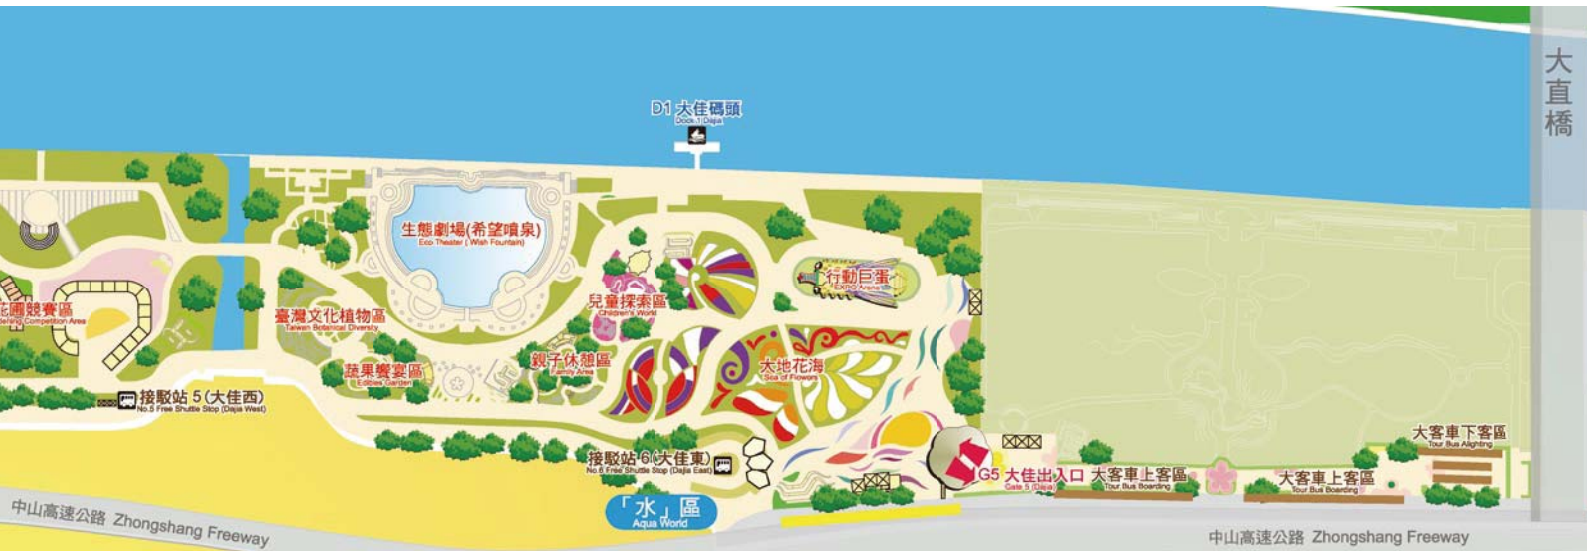 大直橋
D1 大佳碼頭
Dock 1 Dajia
生態劇場(希望噴泉)
Eco Theater ( Wish Fountain)
行動巨蛋
EXPO Arena
兒童探索區
Children's World
花圃競賽區
dening Competition Area
臺灣文化植物區
Taiwan Botanical Diversity
蔬果饗宴區
Edibles Garden
親子休憩區
Family Area
大地花海
Sea of Flowers
接駁站 5 (大佳西)
No.5 Free Shuttle Stop (Dajia West)
接駁站 6 (大佳東)
No.6 Free Shuttle Stop (Dajia East)
G5 大佳出入口
Gate 5 (Dajia)
大客車上客區
Tour Bus Boarding
大客車上客區
Tour Bus Boarding
大客車下客區
Tour Bus Alighting
「水」區
Aqua World
中山高速公路 Zhongshang Freeway
中山高速公路 Zhongshang Freeway